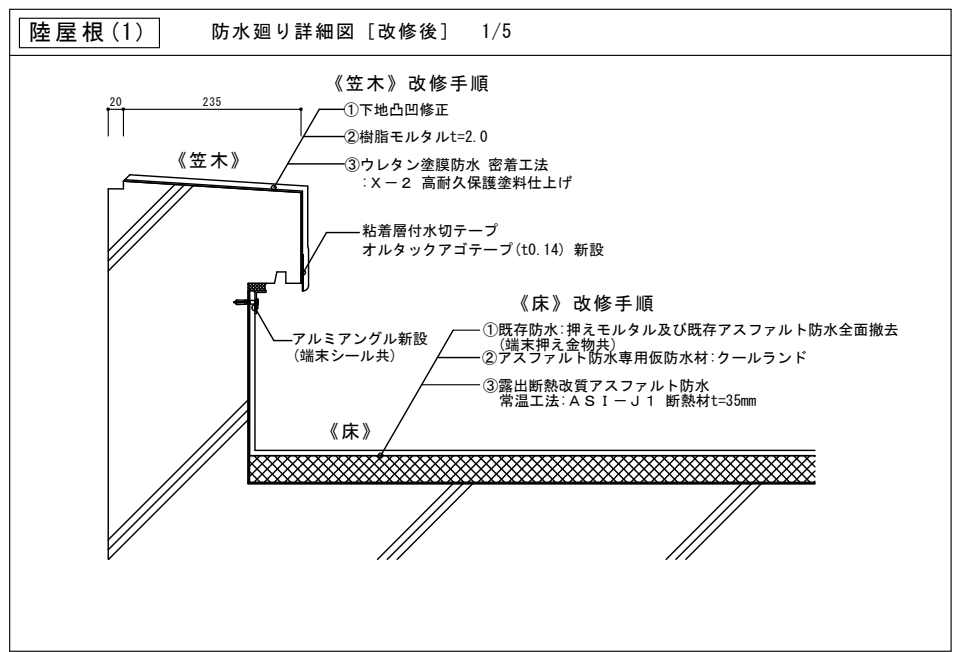 陸屋根(1)
防水廻り詳細図［改修後］ 1/5
《笠木》改修手順
20
235
①下地凸凹修正
②樹脂モルタルt=2.0
《笠木》
③ウレタン塗膜防水 密着工法
:Ｘ－２ 高耐久保護塗料仕上げ
粘着層付水切テープ
オルタックアゴテープ(t0.14) 新設
《床》改修手順
①既存防水:押えモルタル及び既存アスファルト防水全面撤去
(端末押え金物共)
アルミアングル新設
(端末シール共)
②アスファルト防水専用仮防水材:クールランド
③露出断熱改質アスファルト防水
常温工法:ＡＳＩ－Ｊ１ 断熱材t=35mm
《床》